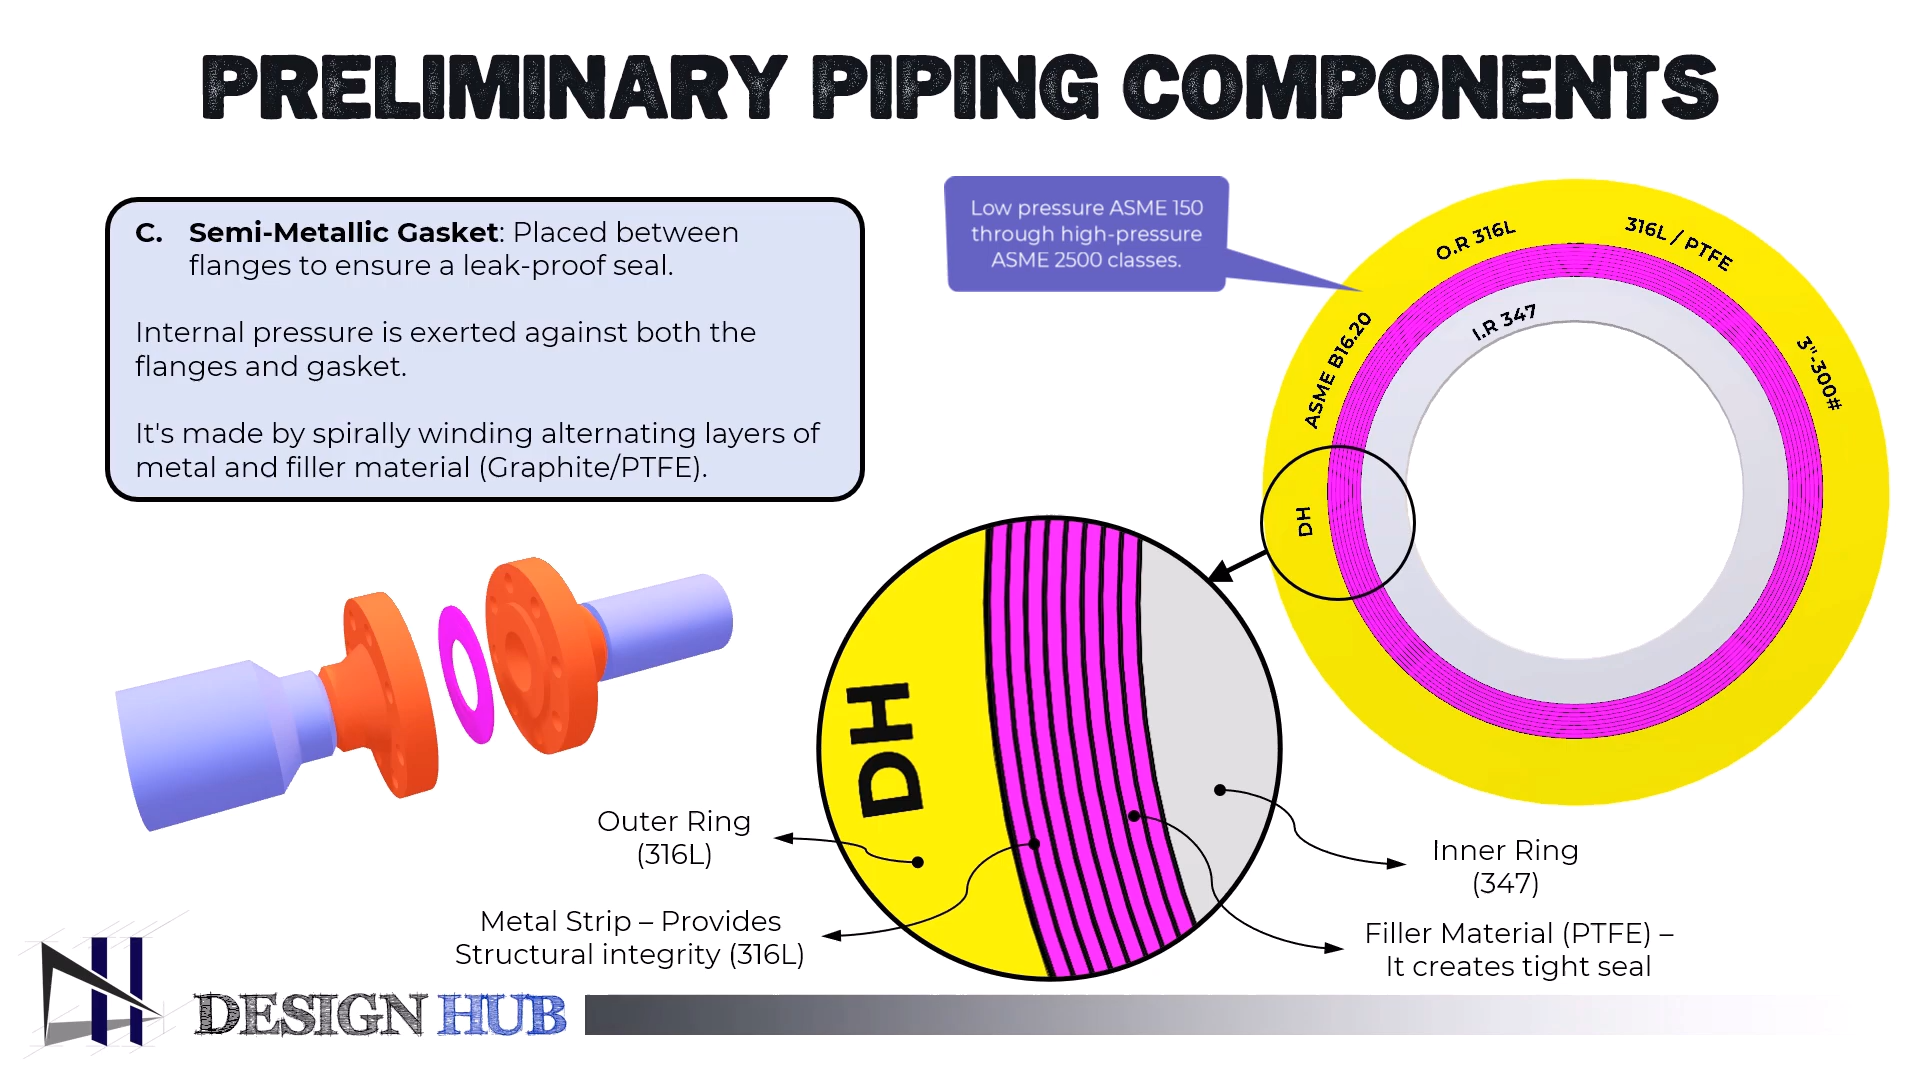 PRELIMINARY PIPING COMPONENTS
C. Semi-Metallic Gasket: Placed between
flanges to ensure a leak-proof seal.
Internal pressure is exerted against both the
flanges and gasket.
It's made by spirally winding alternating layers of
metal and filler material (Graphite/PTFE).
Low pressure ASME 150
through high-pressure
ASME 2500 classes.
O.R 316L
316L / PTFE
I.R 347
ASME B16.20
3"-300#
DH
DH
Outer Ring
(316L)
Metal Strip – Provides
Structural integrity (316L)
Inner Ring
(347)
Filler Material (PTFE) –
It creates tight seal
DESIGN HUB